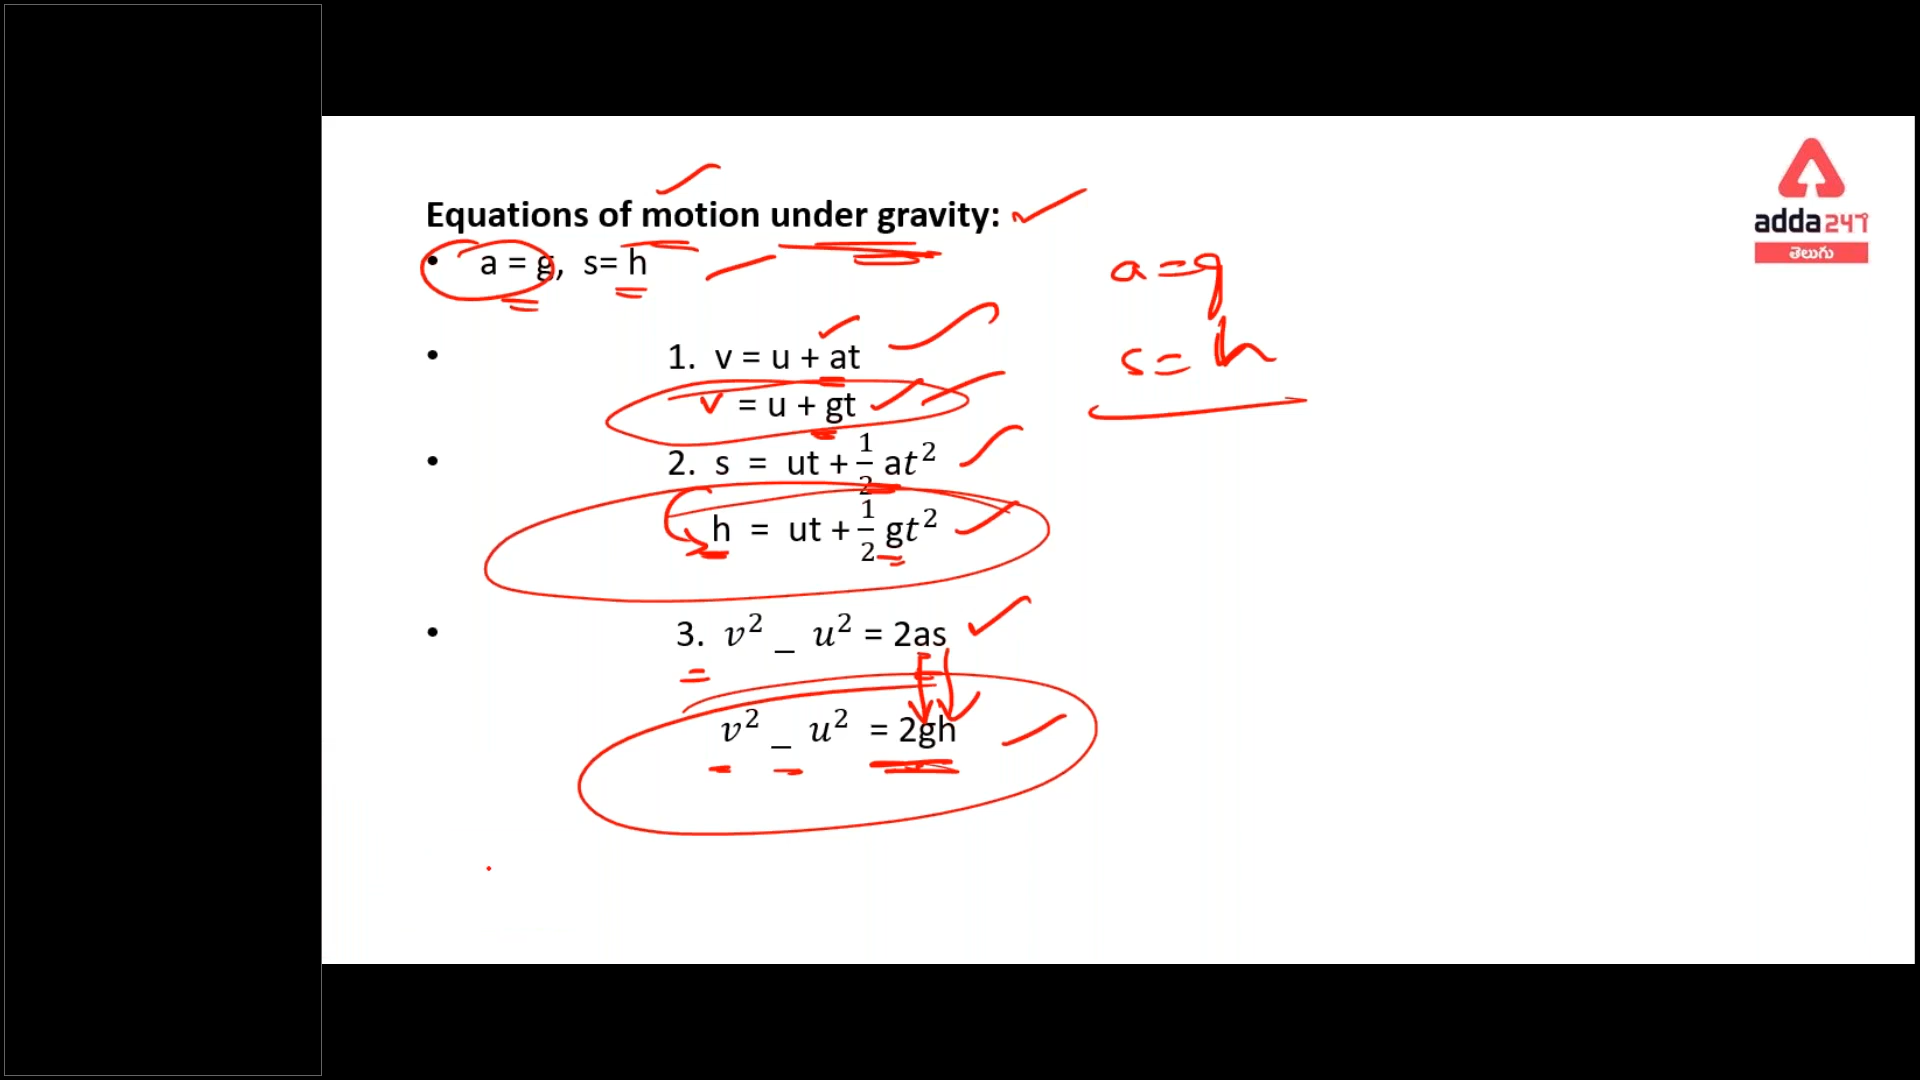 Equations of motion under gravity:
• a = g, s= h
• 1. v = u + at
v = u + gt
• 2. s = ut + 1/2 at²
h = ut + 1/2 gt²
• 3. v² _ u² = 2as
v² _ u² = 2gh
a = g
s = h
adda247
తెలుగు